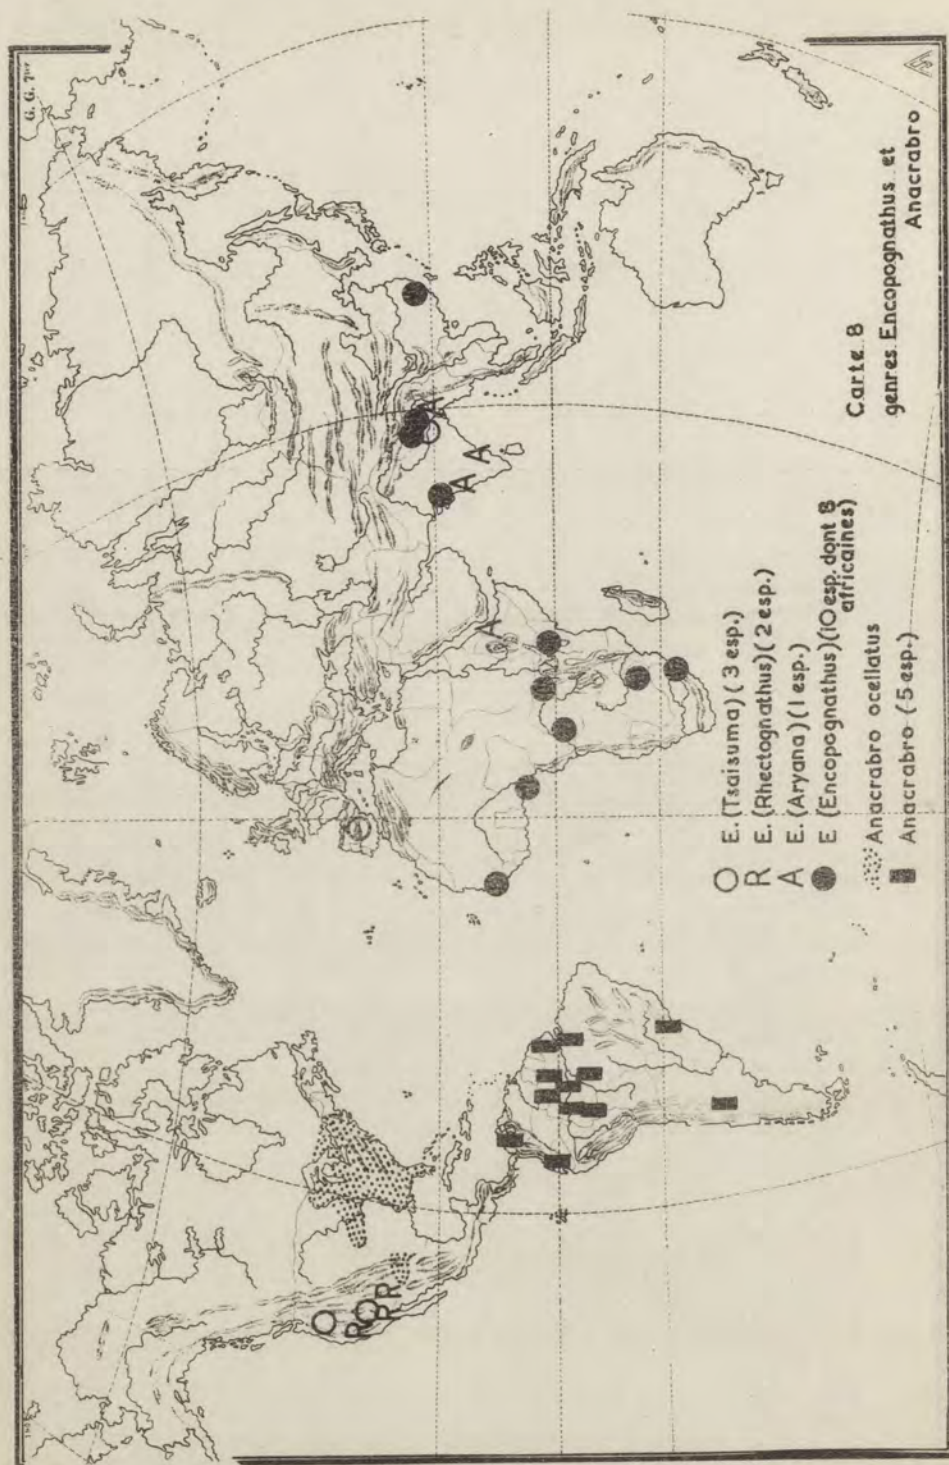 G. G. 7bis
Carte 8
genres Encopognathus et
Anacrabro
E. (Tsaisuma) (3 esp.)
E. (Rhectognathus) (2 esp.)
E. (Aryana) (1 esp.)
E (Encopognathus) (10 esp. dont 8
africaines)
Anacrabro ocellatus
Anacrabro (5 esp.)
O
R
A
A
A
A
A
R
R
R